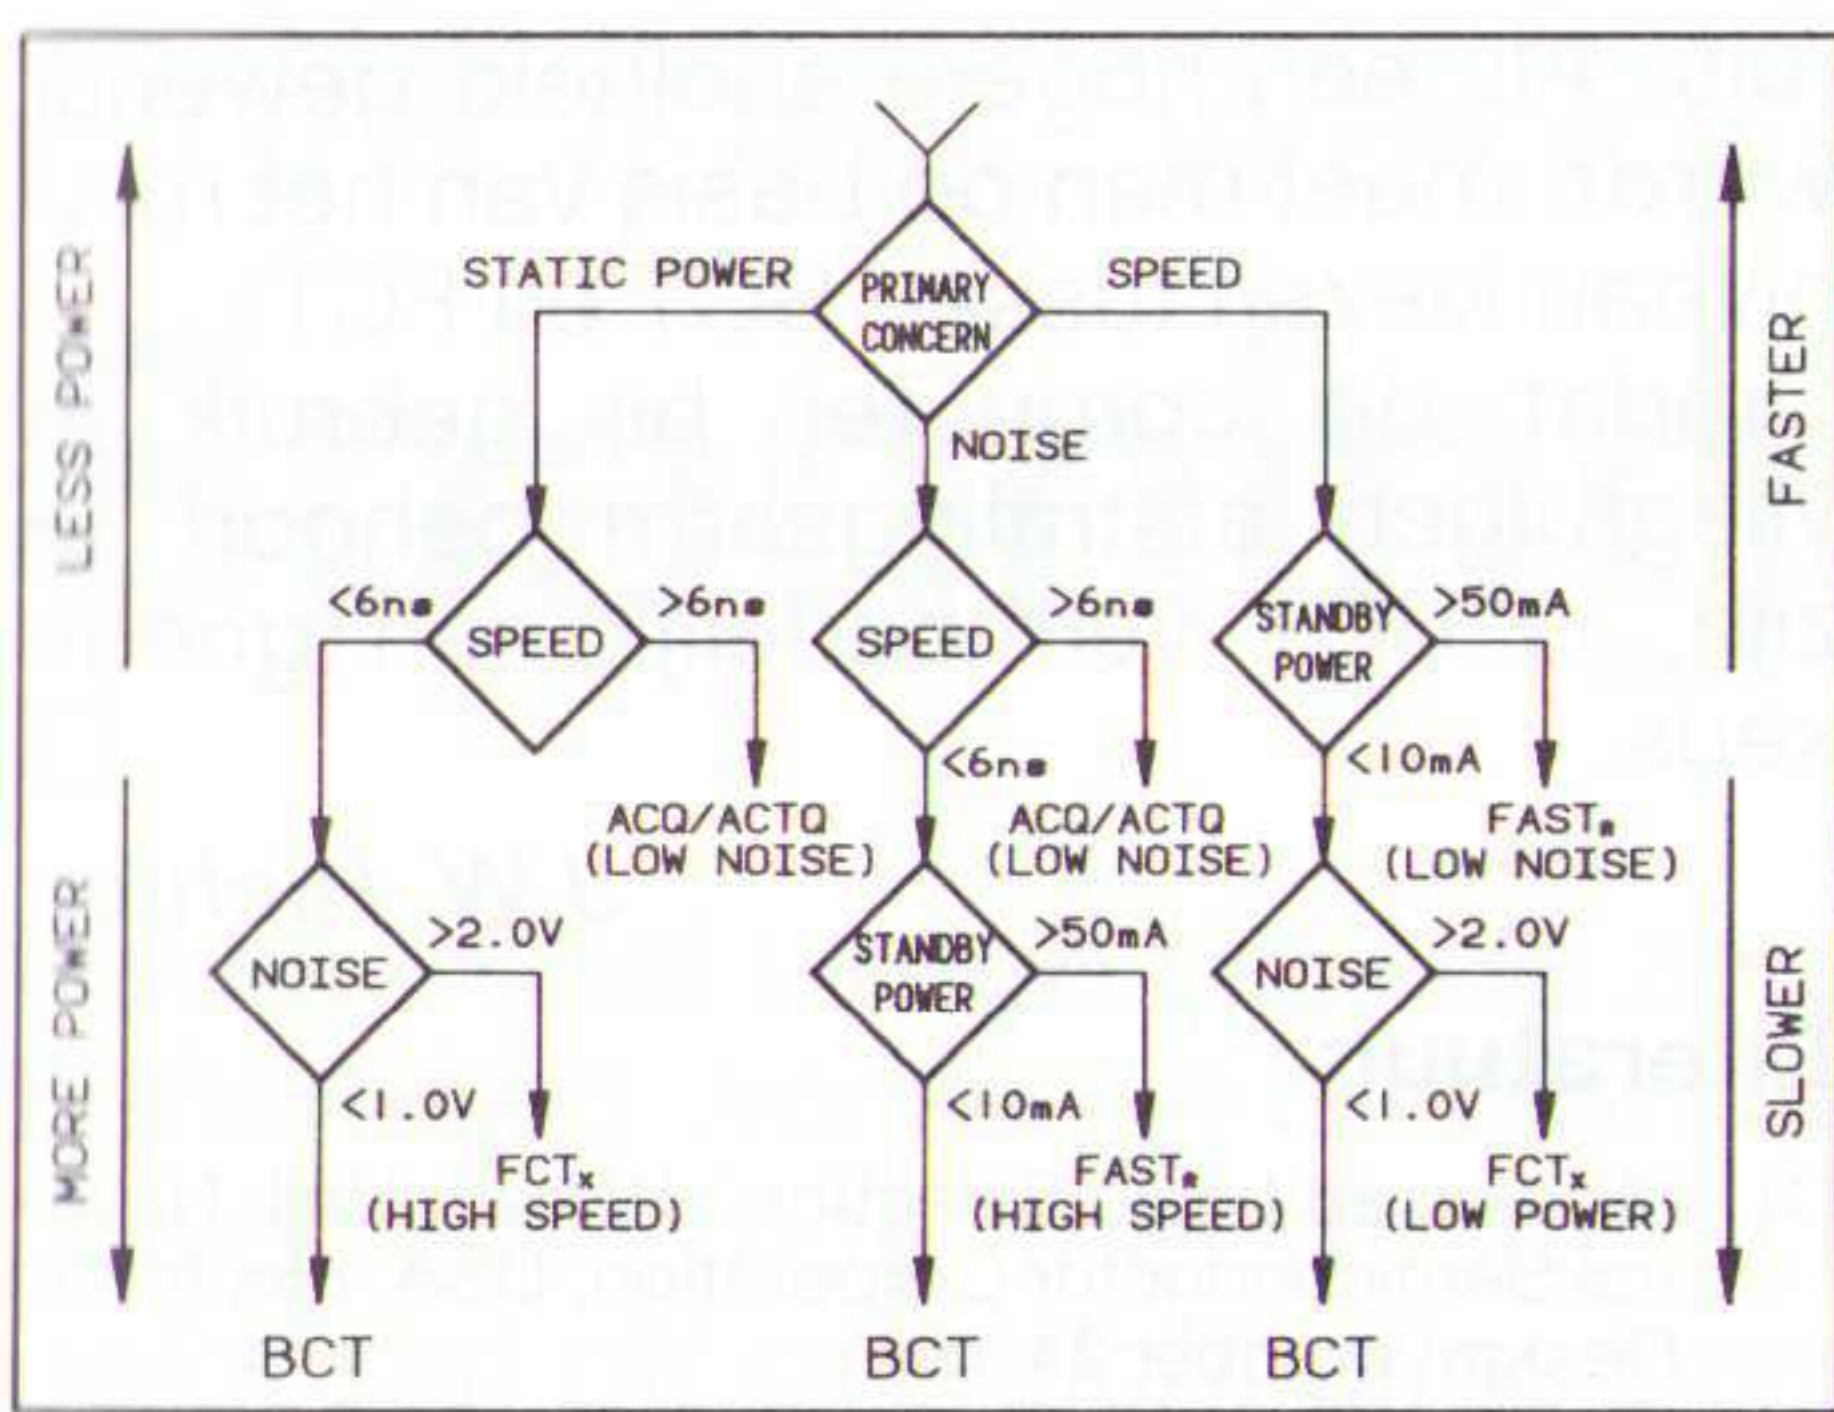 STATIC POWER
PRIMARY
CONCERN
SPEED
NOISE
LESS POWER
FASTER
<6ns
SPEED
>6ns
SPEED
>6ns
STANDBY
POWER
>50mA
<6ns
<10mA
ACQ/ACTQ
(LOW NOISE)
ACQ/ACTQ
(LOW NOISE)
FAST
(LOW NOISE)
MORE POWER
SLOWER
NOISE
>2.0V
STANDBY
POWER
>50mA
NOISE
>2.0V
<1.0V
<10mA
<1.0V
FCTx
(HIGH SPEED)
FAST
(HIGH SPEED)
FCTx
(LOW POWER)
BCT
BCT
BCT